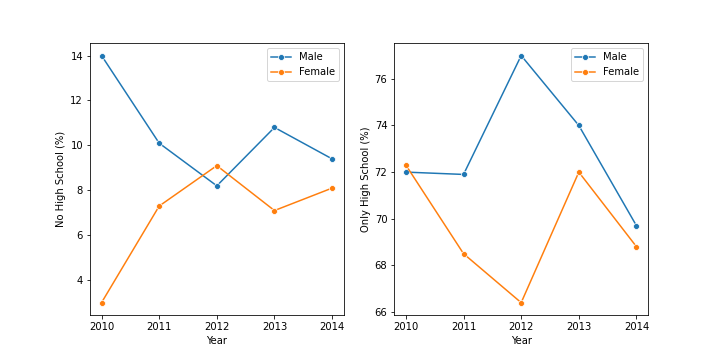 No High School (%)
14
12
10
8
6
4
2010 2011 2012 2013 2014
Year
Male
Female
Only High School (%)
76
74
72
70
68
66
2010 2011 2012 2013 2014
Year
Male
Female